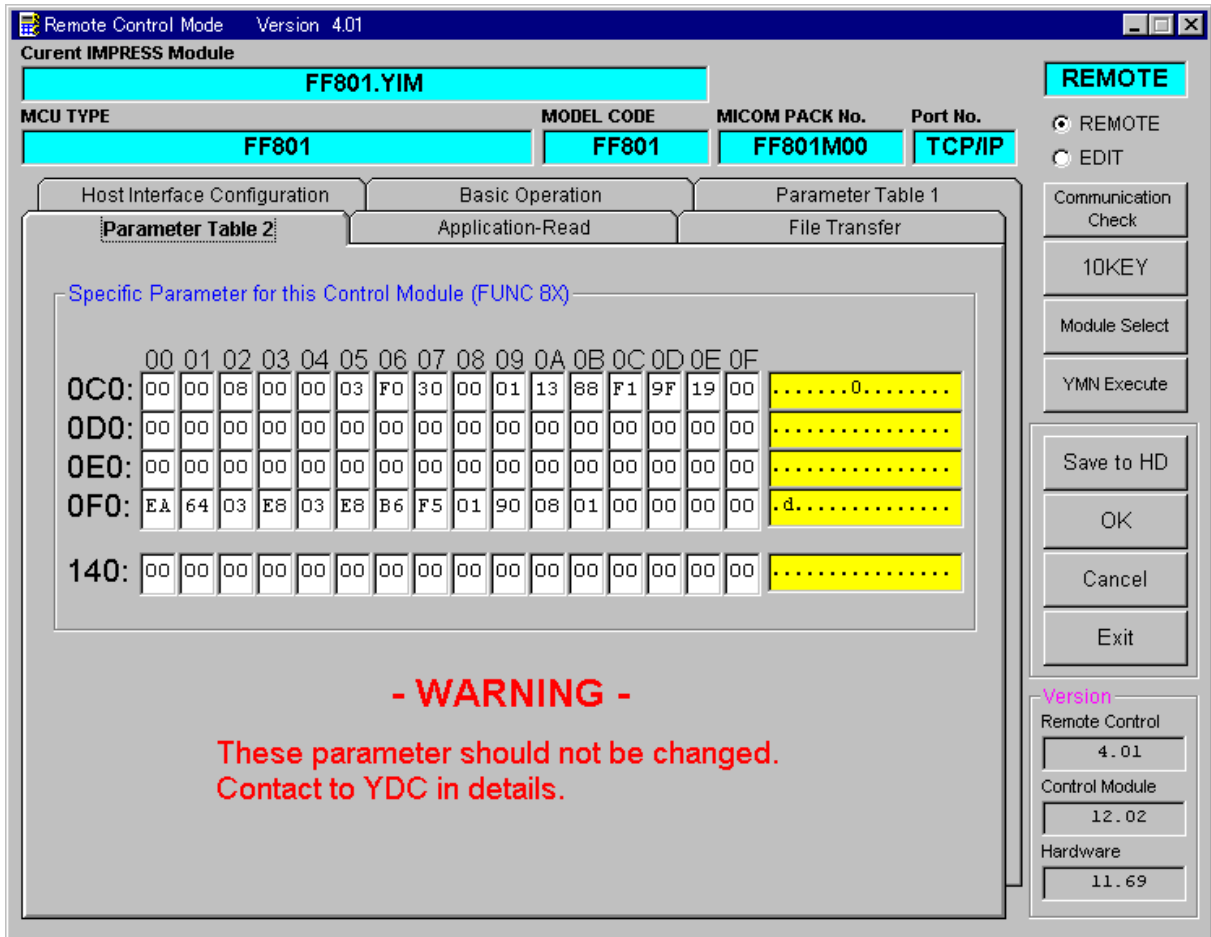 Remote Control Mode Version 4.01
Curent IMPRESS Module
FF801.YIM
REMOTE
MCU TYPE MODEL CODE MICOM PACK No. Port No.
FF801 FF801 FF801M00 TCP/IP
REMOTE
EDIT
Host Interface Configuration Basic Operation Parameter Table 1
Parameter Table 2 Application-Read File Transfer
Communication
Check
10KEY
Module Select
YMN Execute
Save to HD
OK
Cancel
Exit
Specific Parameter for this Control Module (FUNC 8X)
00 01 02 03 04 05 06 07 08 09 0A 0B 0C 0D 0E 0F
0C0: 00 00 08 00 00 03 F0 30 00 01 13 88 F1 9F 19 00 .......0........
0D0: 00 00 00 00 00 00 00 00 00 00 00 00 00 00 00 00 ................
0E0: 00 00 00 00 00 00 00 00 00 00 00 00 00 00 00 00 ................
0F0: EA 64 03 E8 03 E8 B6 F5 01 90 08 01 00 00 00 00 .d..............
140: 00 00 00 00 00 00 00 00 00 00 00 00 00 00 00 00 ................
- WARNING -
These parameter should not be changed.
Contact to YDC in details.
Version
Remote Control
4.01
Control Module
12.02
Hardware
11.69